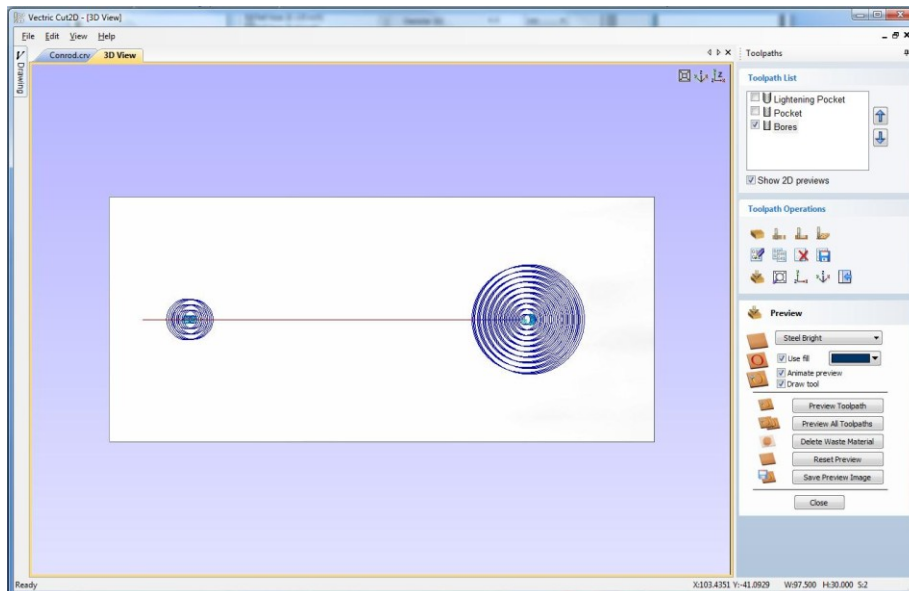 Vectric Cut2D - [3D View]
File Edit View Help
Conrod.crv 3D View
Drawing
Toolpaths
Toolpath List
Lightening Pocket
Pocket
Bores
Show 2D previews
Toolpath Operations
Preview
Steel Bright
Use fill
Animate preview
Draw tool
Preview Toolpath
Preview All Toolpaths
Delete Waste Material
Reset Preview
Save Preview Image
Close
Ready
X:103.4351 Y:-41.0929 W:97.500 H:30.000 S:2